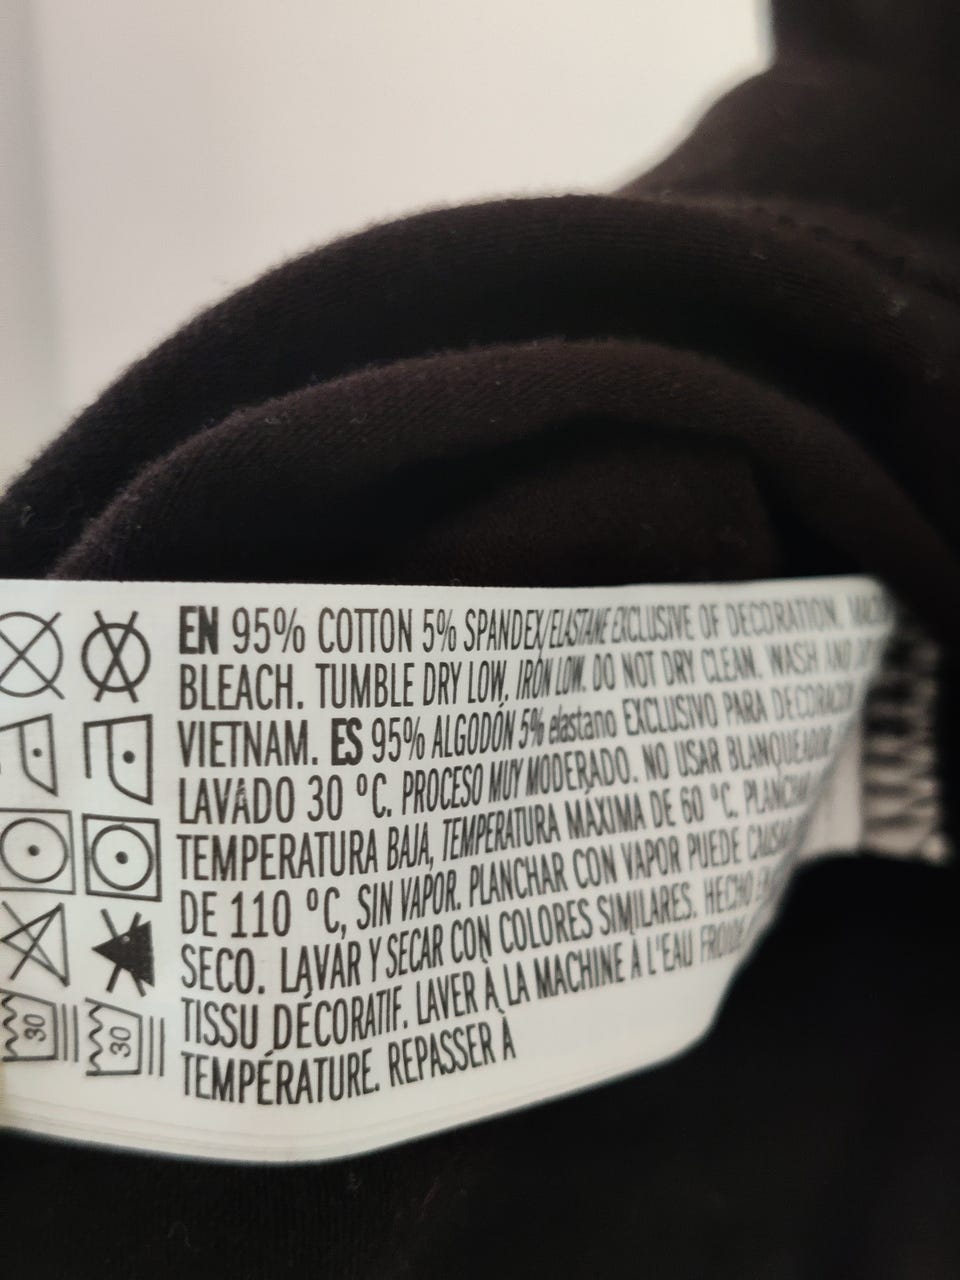 EN 95% COTTON 5% SPANDEX/ELASTANE EXCLUSIVE OF DECORATION.
BLEACH. TUMBLE DRY LOW. IRON LOW. DO NOT DRY CLEAN. WASH AND
VIETNAM. ES 95% ALGODÓN 5% elastano EXCLUSIVO PARA
LAVADO 30 °C. PROCESO MUY MODERADO. NO USAR BLANQUEADOR
TEMPERATURA BAJA, TEMPERATURA MÁXIMA DE 60 °C. PLANCHAR
DE 110 °C, SIN VAPOR. PLANCHAR CON VAPOR PUEDE
SECO. LAVAR Y SECAR CON COLORES SIMILARES. HECHO
TISSU DÉCORATIF. LAVER À LA MACHINE À L'EAU FROIDE
TEMPÉRATURE. REPASSER À
30 30